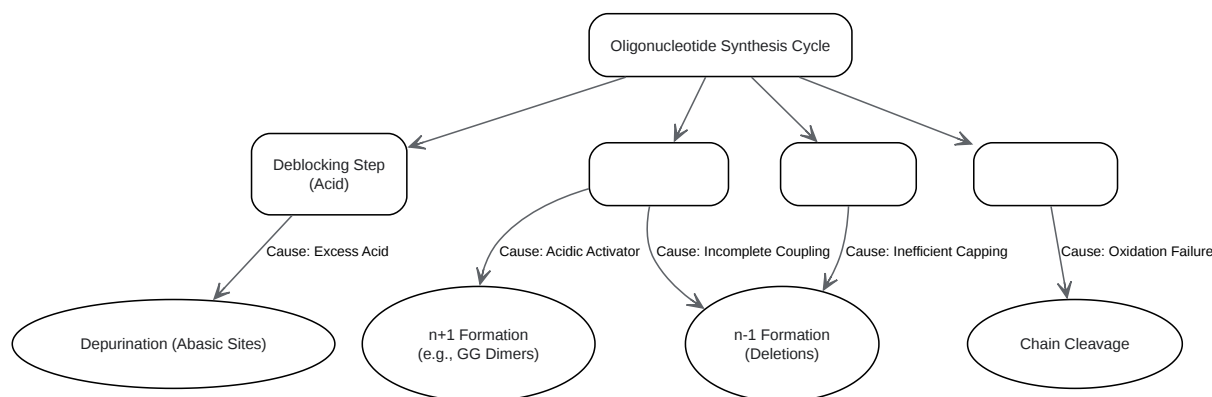 Oligonucleotide Synthesis Cycle
Deblocking Step
(Acid)
Cause: Excess Acid
Cause: Acidic Activator
Cause: Incomplete Coupling
Cause: Inefficient Capping
Cause: Oxidation Failure
Depurination (Abasic Sites)
n+1 Formation
(e.g., GG Dimers)
n-1 Formation
(Deletions)
Chain Cleavage